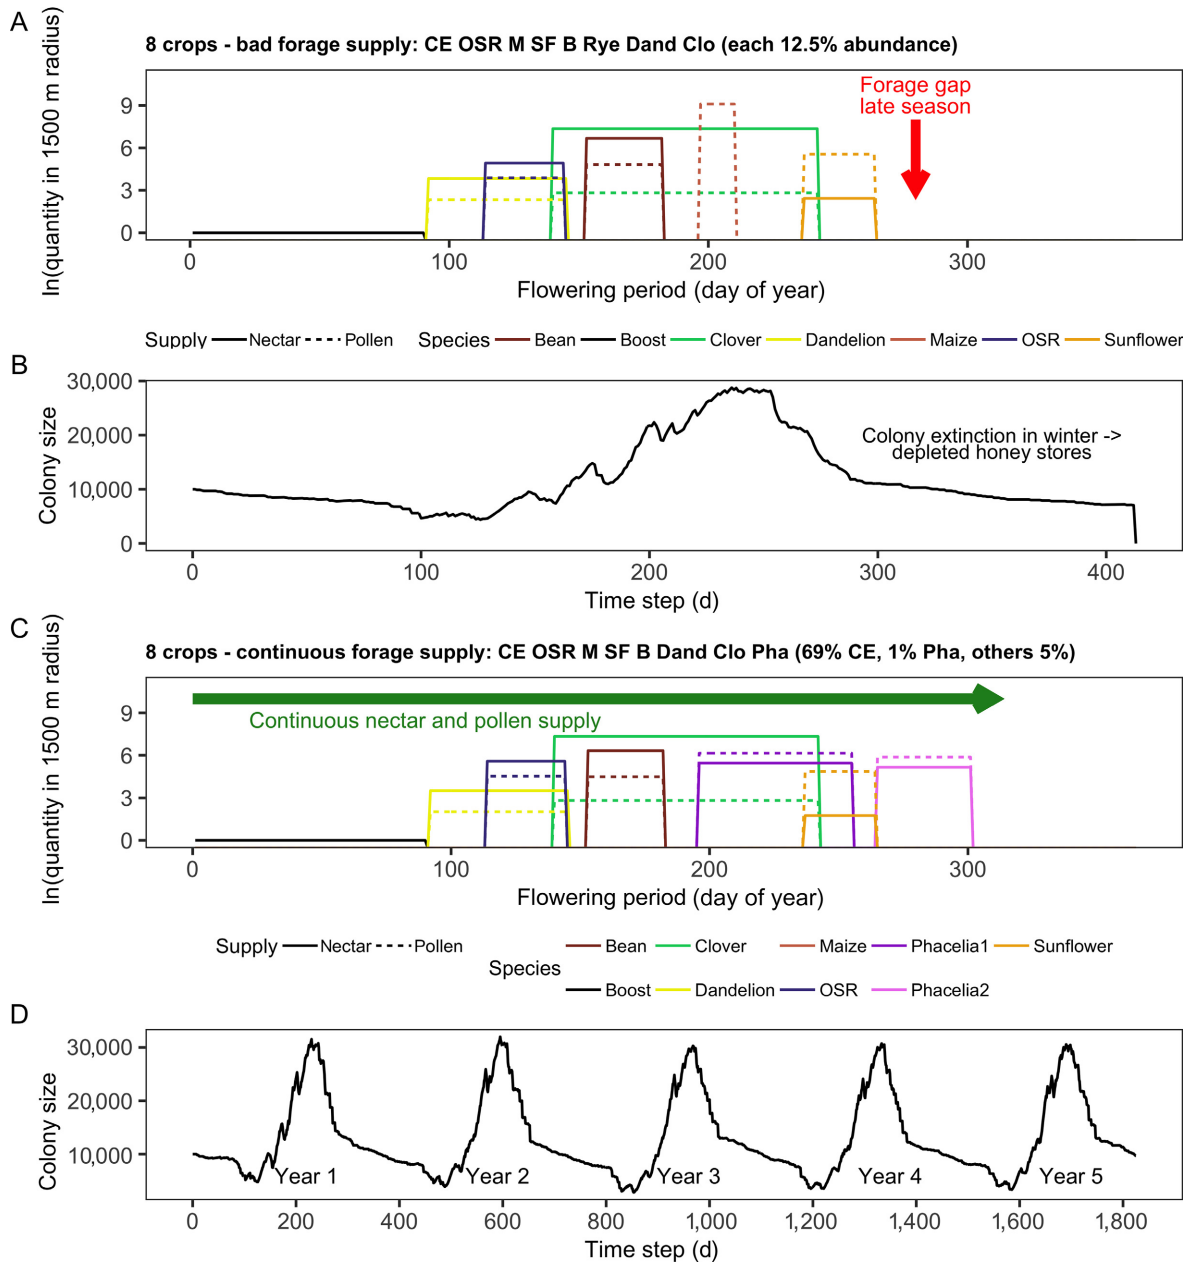 A
8 crops - bad forage supply: CE OSR M SF B Rye Dand Clo (each 12.5% abundance)
ln(quantity in 1500 m radius)
9
6
3
0
Forage gap
late season
0 100 200 300
Flowering period (day of year)
Supply Nectar Pollen Species Bean Boost Clover Dandelion Maize OSR Sunflower
B
Colony size
30,000
20,000
10,000
0
Colony extinction in winter ->
depleted honey stores
0 100 200 300 400
Time step (d)
C
8 crops - continuous forage supply: CE OSR M SF B Dand Clo Pha (69% CE, 1% Pha, others 5%)
ln(quantity in 1500 m radius)
9
6
3
0
Continuous nectar and pollen supply
0 100 200 300
Flowering period (day of year)
Supply Nectar Pollen
Species
Bean Clover Maize Phacelia1 Sunflower
Boost Dandelion OSR Phacelia2
D
Colony size
30,000
20,000
10,000
Year 1 Year 2 Year 3 Year 4 Year 5
0 200 400 600 800 1,000 1,200 1,400 1,600 1,800
Time step (d)